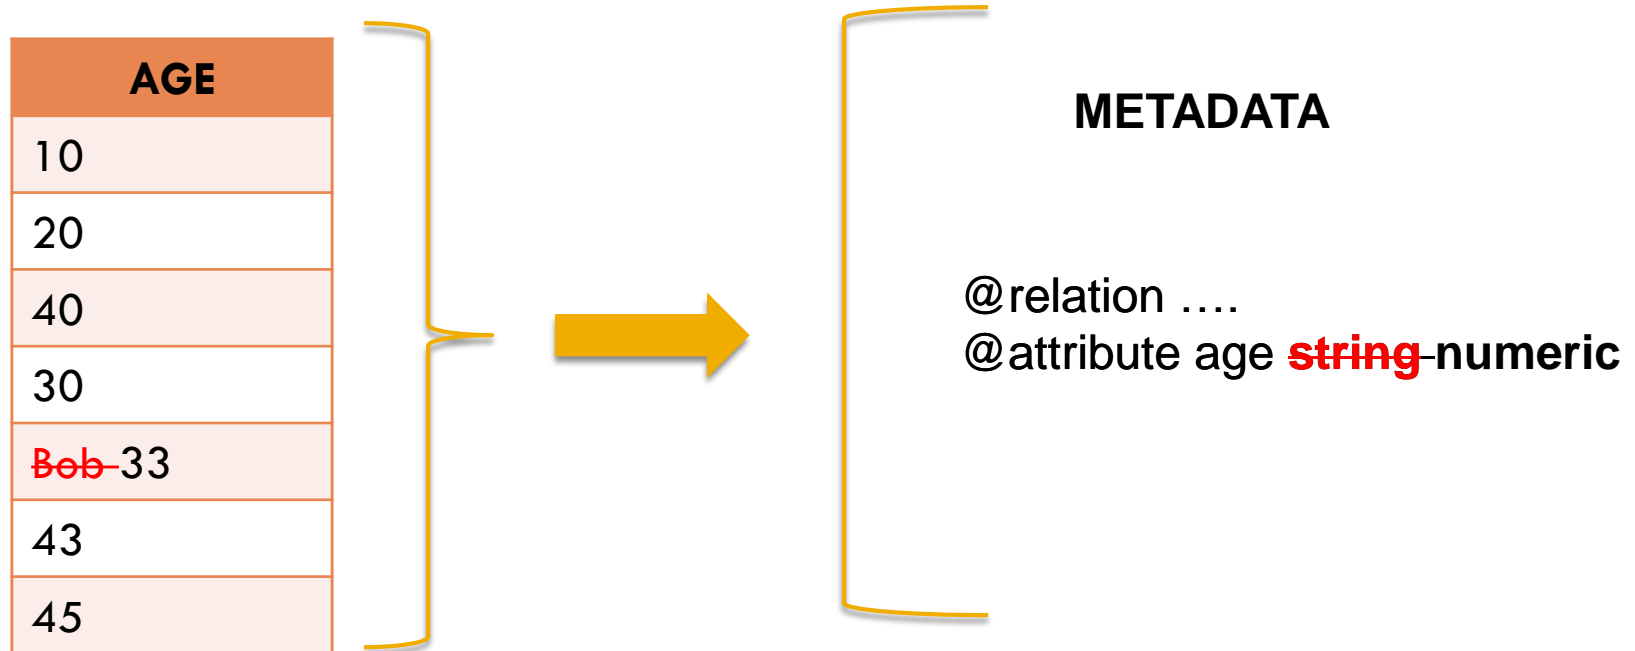 AGE
10
20
40
30
Bob 33
43
45
METADATA
@relation ....
@attribute age string numeric